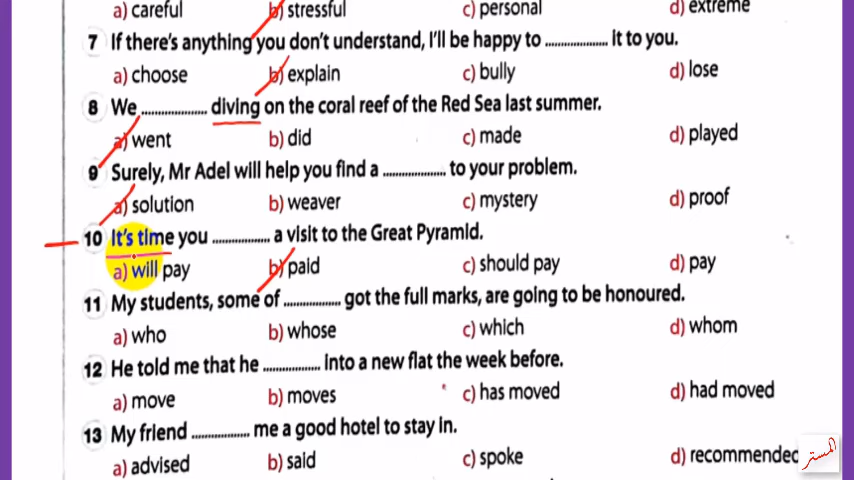 a) careful b) stressful c) personal d) extreme
7 If there's anything you don't understand, I'll be happy to .................. it to you.
a) choose b) explain c) bully d) lose
8 We ................... diving on the coral reef of the Red Sea last summer.
a) went b) did c) made d) played
9 Surely, Mr Adel will help you find a .................. to your problem.
a) solution b) weaver c) mystery d) proof
10 It's time you ................. a visit to the Great Pyramid.
a) will pay b) paid c) should pay d) pay
11 My students, some of ................. got the full marks, are going to be honoured.
a) who b) whose c) which d) whom
12 He told me that he ................. into a new flat the week before.
a) move b) moves c) has moved d) had moved
13 My friend ................. me a good hotel to stay in.
a) advised b) said c) spoke d) recommended
المستر